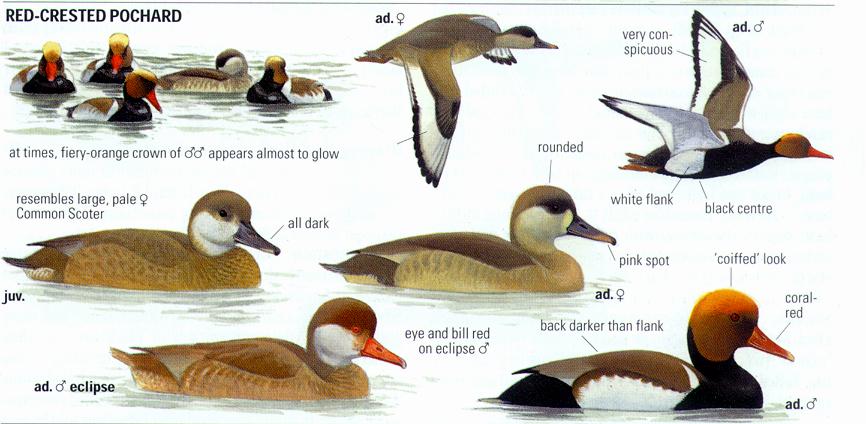 RED-CRESTED POCHARD
ad. ♀
very con-
spicuous
ad. ♂
at times, fiery-orange crown of ♂♂ appears almost to glow
rounded
white flank
black centre
resembles large, pale ♀
Common Scoter
all dark
pink spot
juv.
ad. ♀
'coiffed' look
coral-
red
back darker than flank
eye and bill red
on eclipse ♂
ad. ♂ eclipse
ad. ♂